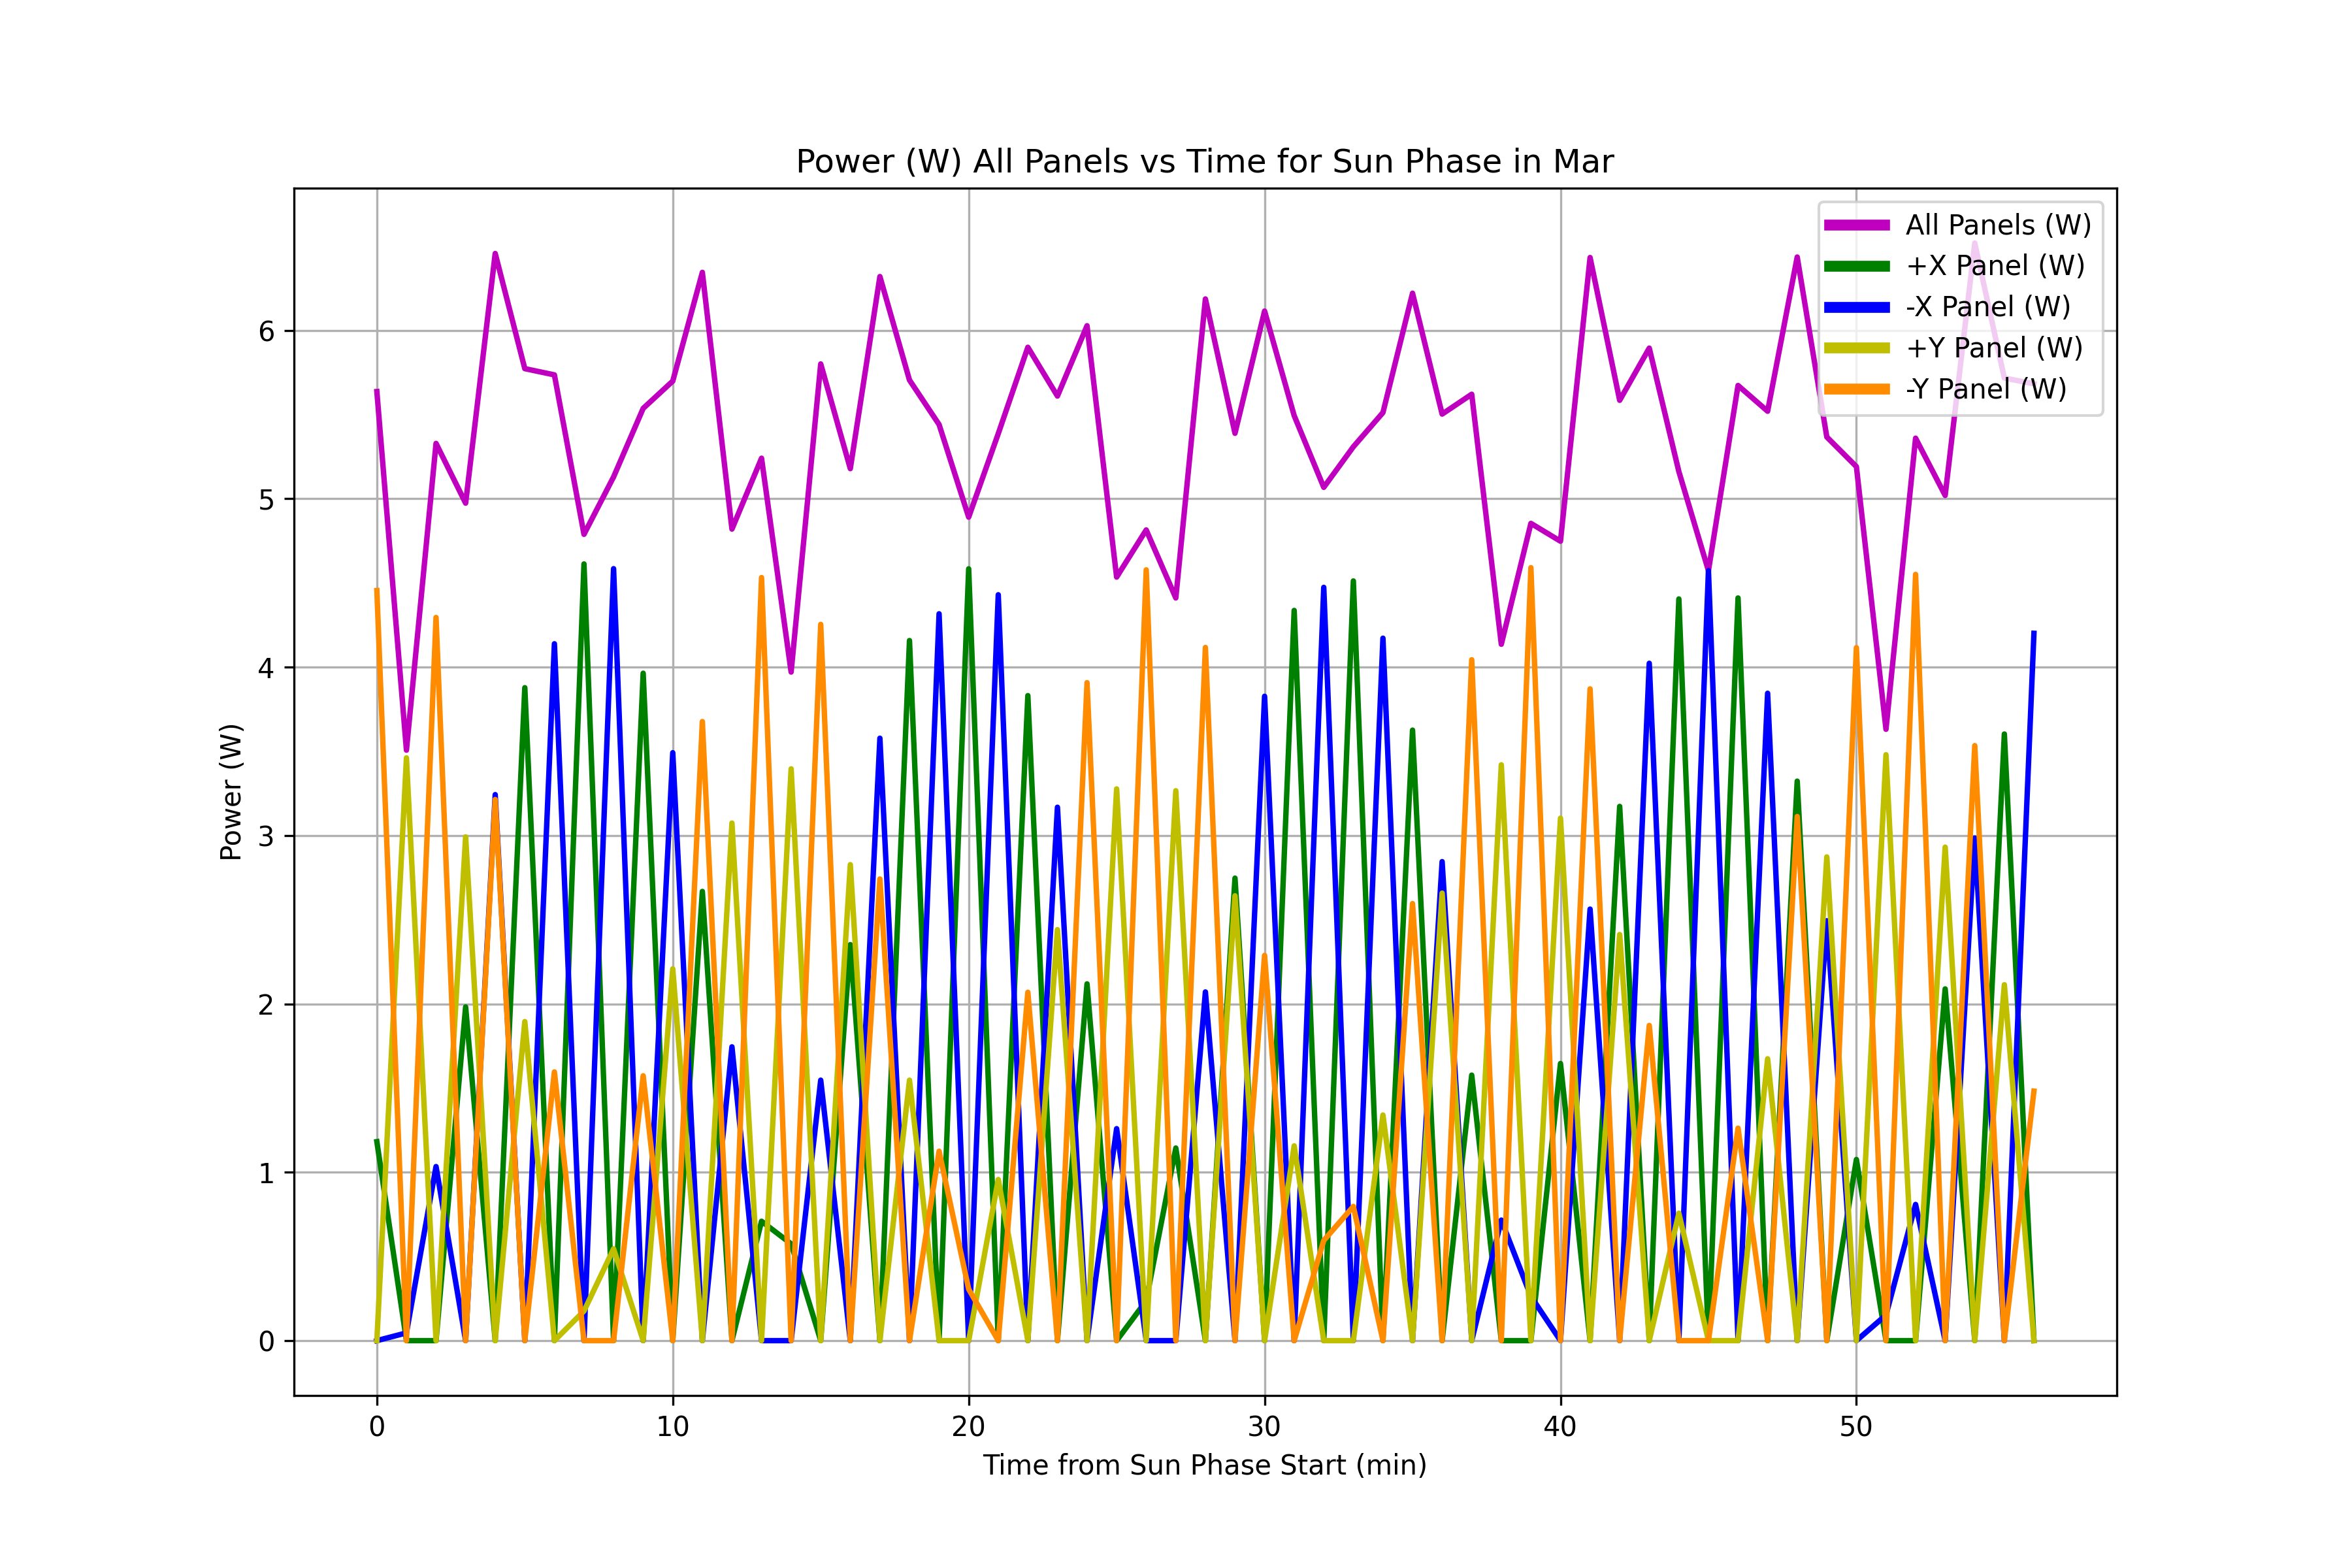 Power (W) All Panels vs Time for Sun Phase in Mar
All Panels (W)
+X Panel (W)
-X Panel (W)
+Y Panel (W)
-Y Panel (W)
6
5
4
3
2
1
0
Power (W)
0 10 20 30 40 50
Time from Sun Phase Start (min)